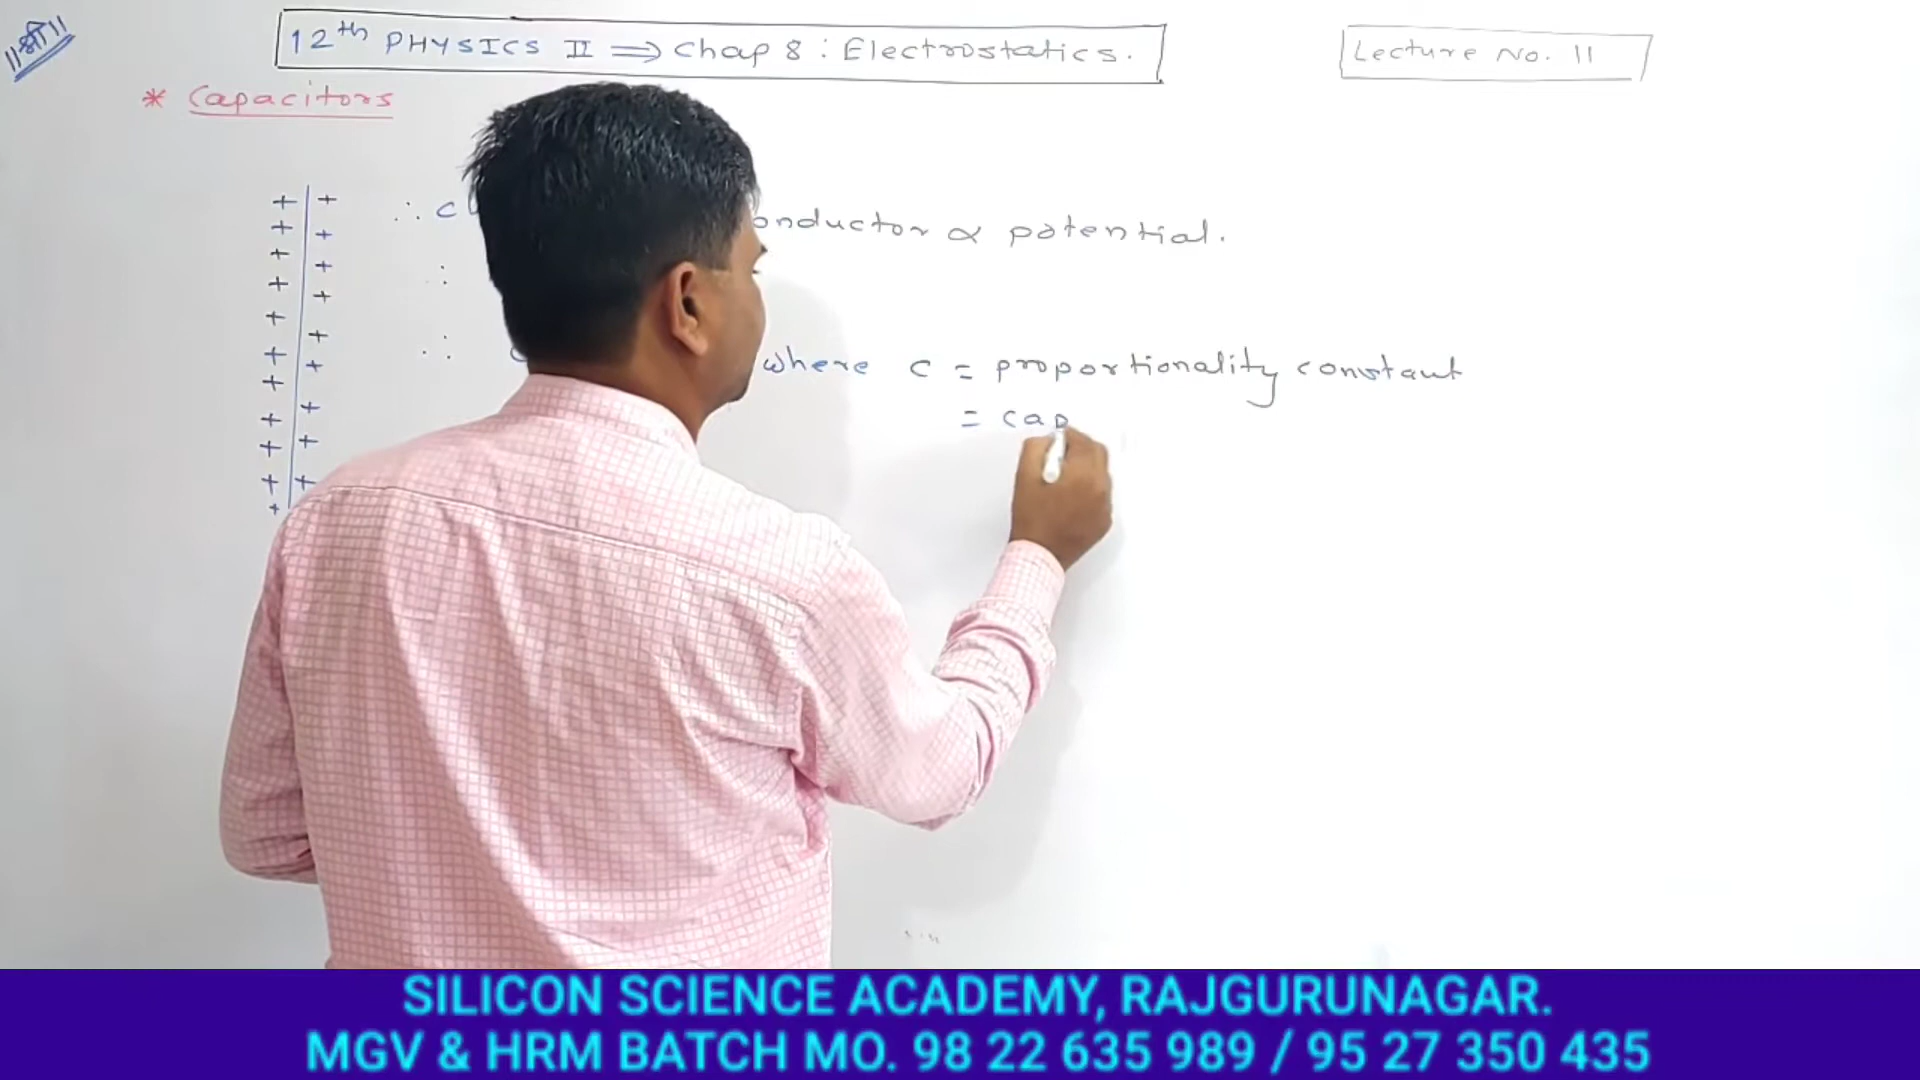 ॥श्री॥
12th PHYSICS II ⇒ Chap 8 : Electrostatics.
Lecture No. 11
* Capacitors
∴ onductor ∝ potential.
∴
∴ where c = proportionality constant
= cap
SILICON SCIENCE ACADEMY, RAJGURUNAGAR.
MGV & HRM BATCH MO. 98 22 635 989 / 95 27 350 435